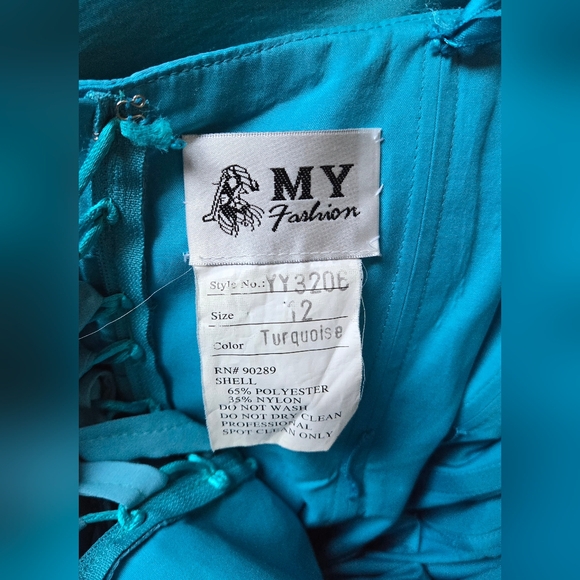 MY
Fashion
Style No.: YY3206
Size 12
Color Turquoise
RN# 90289
SHELL
65% POLYESTER
35% NYLON
DO NOT WASH
DO NOT DRY CLEAN
PROFESSIONAL
SPOT CLEAN ONLY